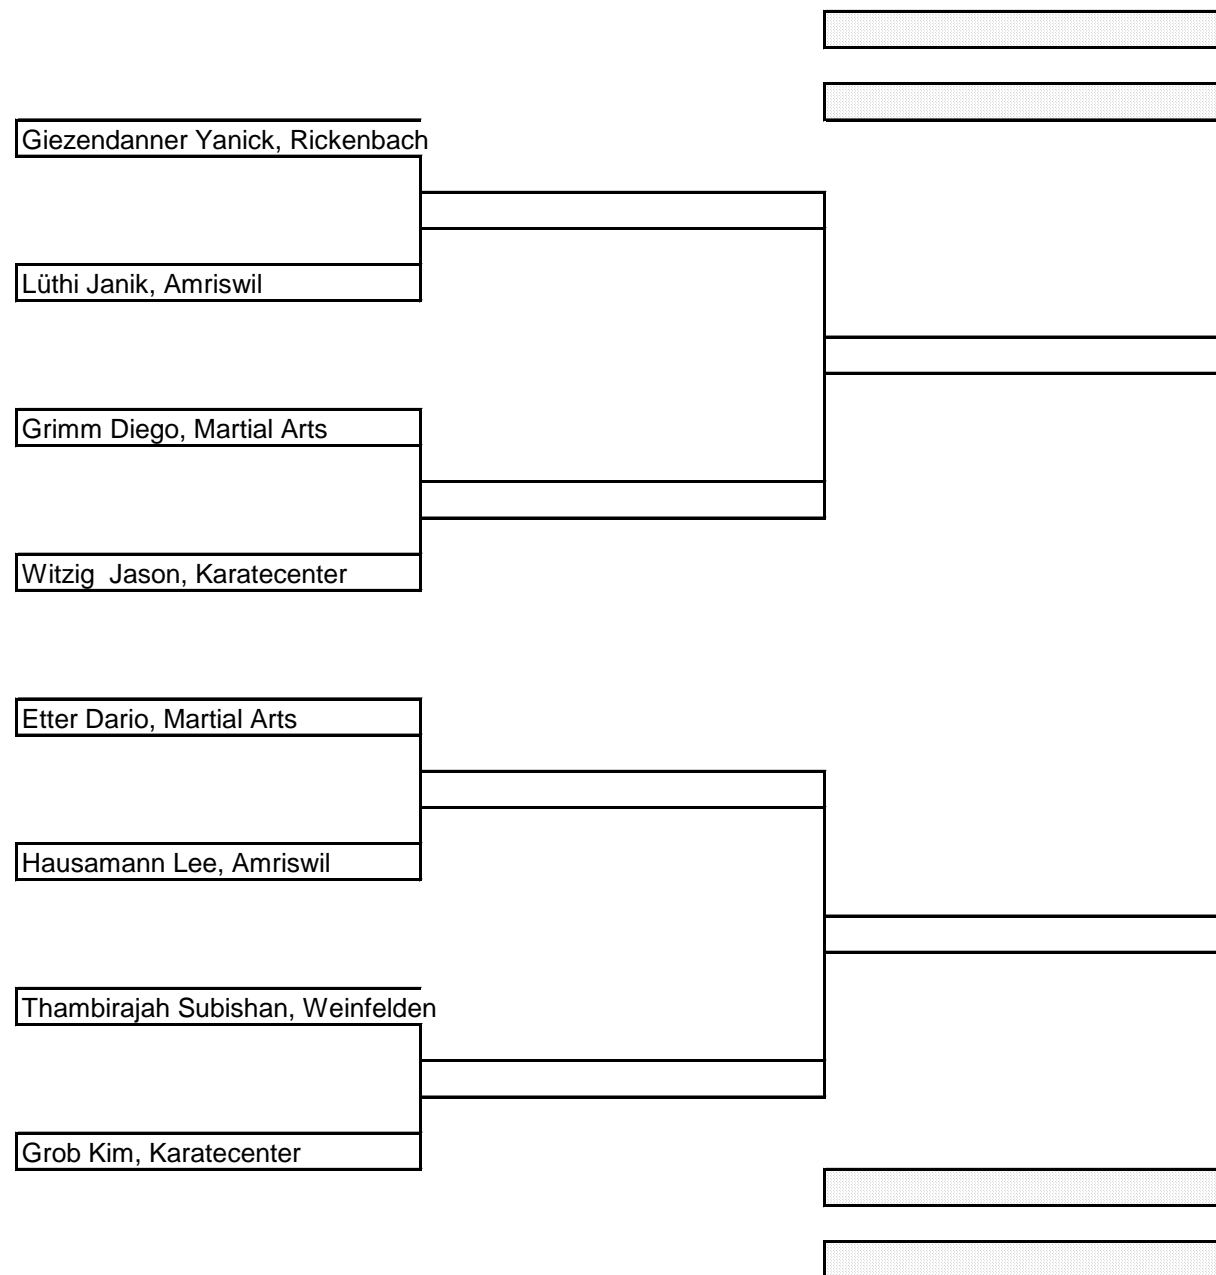 Giezendanner Yanick, Rickenbach
Lüthi Janik, Amriswil
Grimm Diego, Martial Arts
Witzig  Jason, Karatecenter
Etter Dario, Martial Arts
Hausamann Lee, Amriswil
Thambirajah Subishan, Weinfelden
Grob Kim, Karatecenter